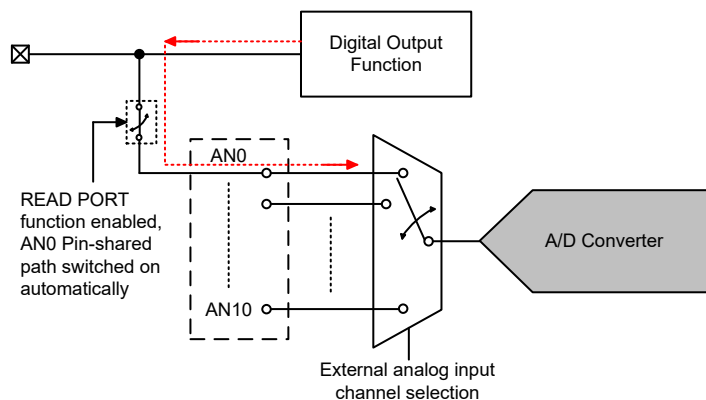 Digital Output
Function
AN0
READ PORT
function enabled,
AN0 Pin-shared
path switched on
automatically
A/D Converter
AN10
External analog input
channel selection